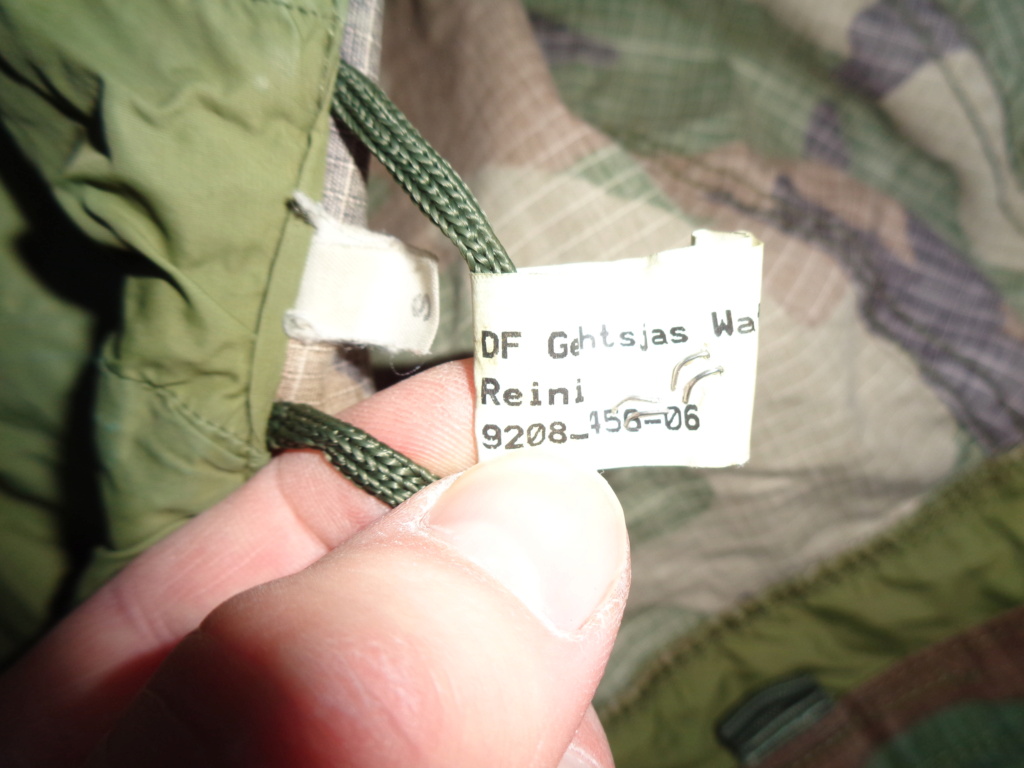 DF Gehtsjas Wa
Reini
9208-456-06
S